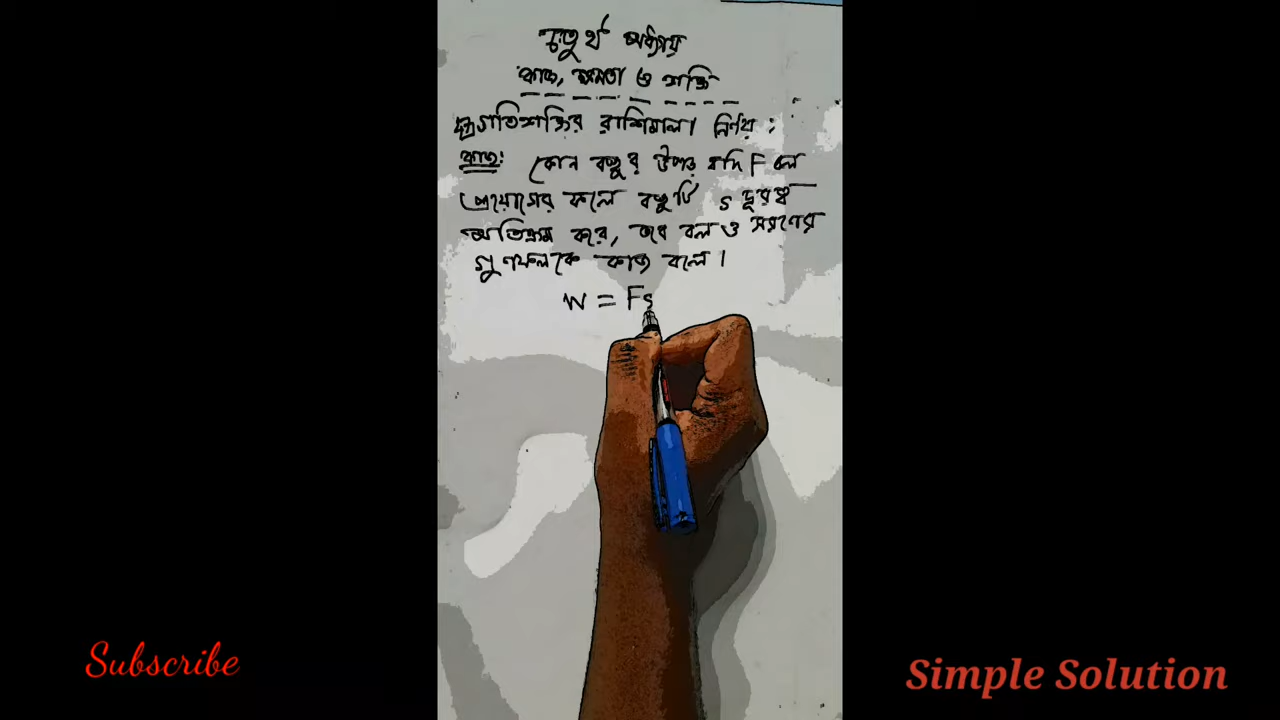 চতুর্থ অধ্যায়
কাজ, ক্ষমতা ও শক্তি
গতিশক্তির রাশিমালা নির্ণয় :
কাজ: কোন বস্তুর উপর যদি F বল
প্রয়োগের ফলে বস্তুটি s দূরত্ব
অতিক্রম করে, তবে বল ও সরণের
গুণফলকে কাজ বলে।
W = Fs
Subscribe
Simple Solution